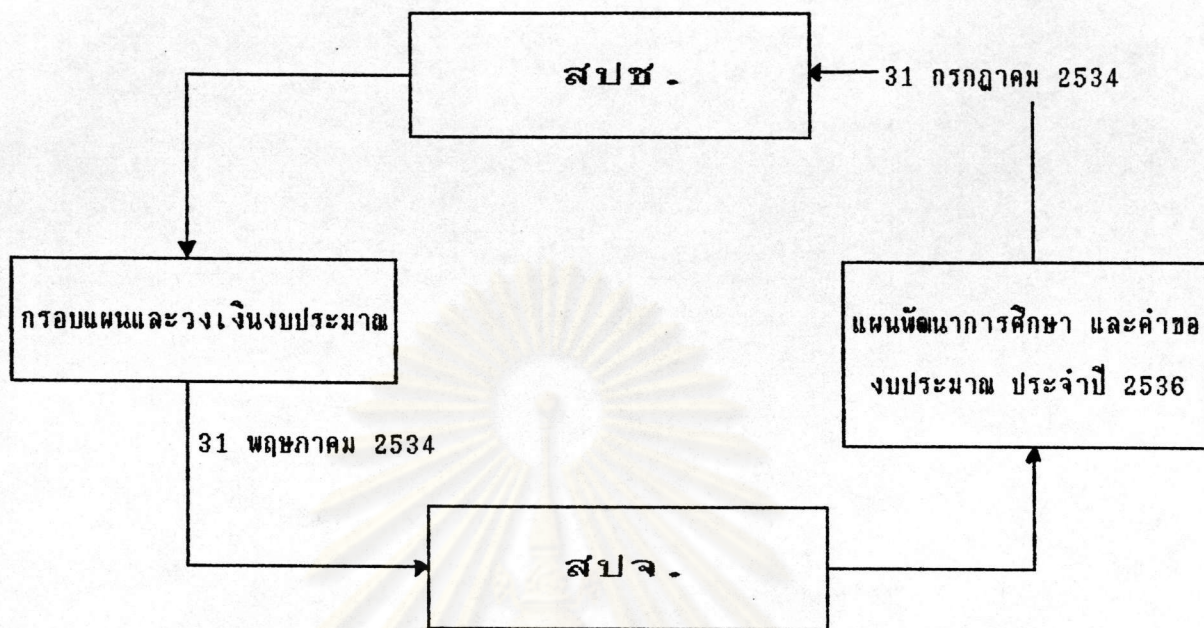 สปช.
31 กรกฎาคม 2534
กรอบแผนและวงเงินงบประมาณ
แผนพัฒนาการศึกษา และคำขอ
งบประมาณ ประจำปี 2536
31 พฤษภาคม 2534
สปจ.